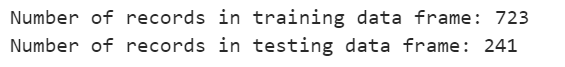 Number of records in training data frame: 723
Number of records in testing data frame: 241